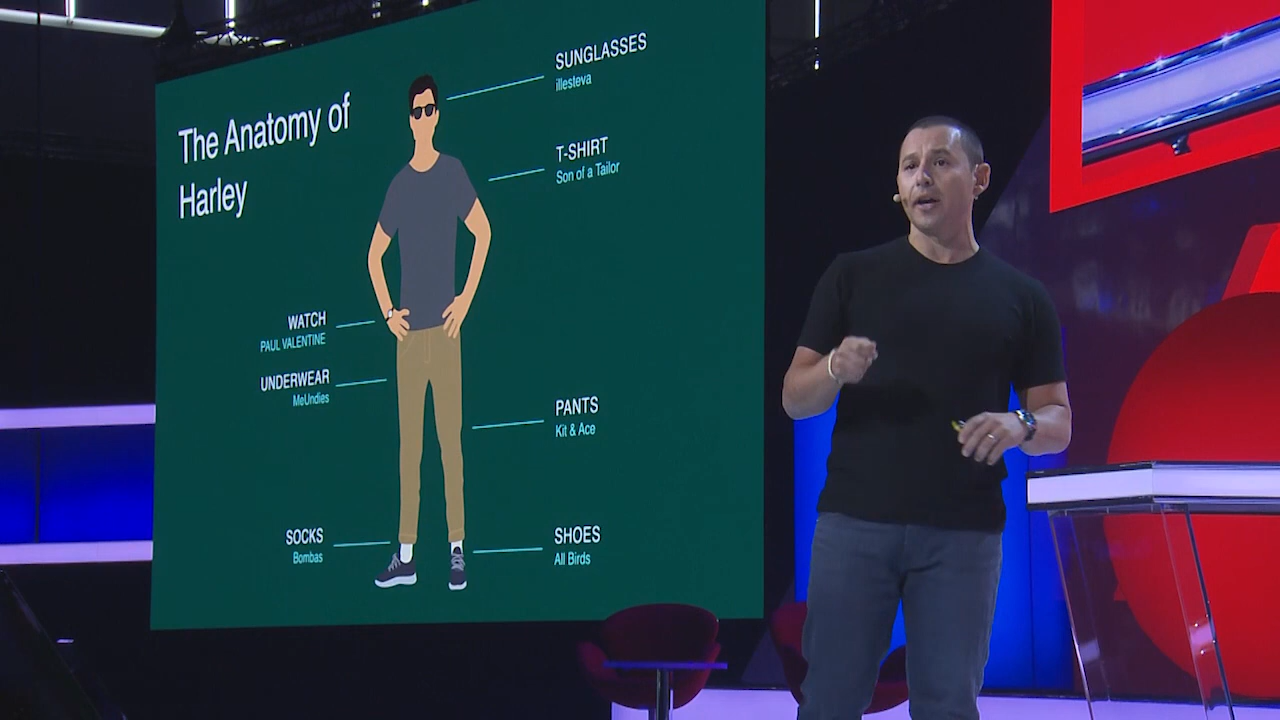 The Anatomy of
Harley
SUNGLASSES
illesteva
T-SHIRT
Son of a Tailor
WATCH
PAUL VALENTINE
UNDERWEAR
MeUndies
PANTS
Kit & Ace
SOCKS
Bombas
SHOES
All Birds